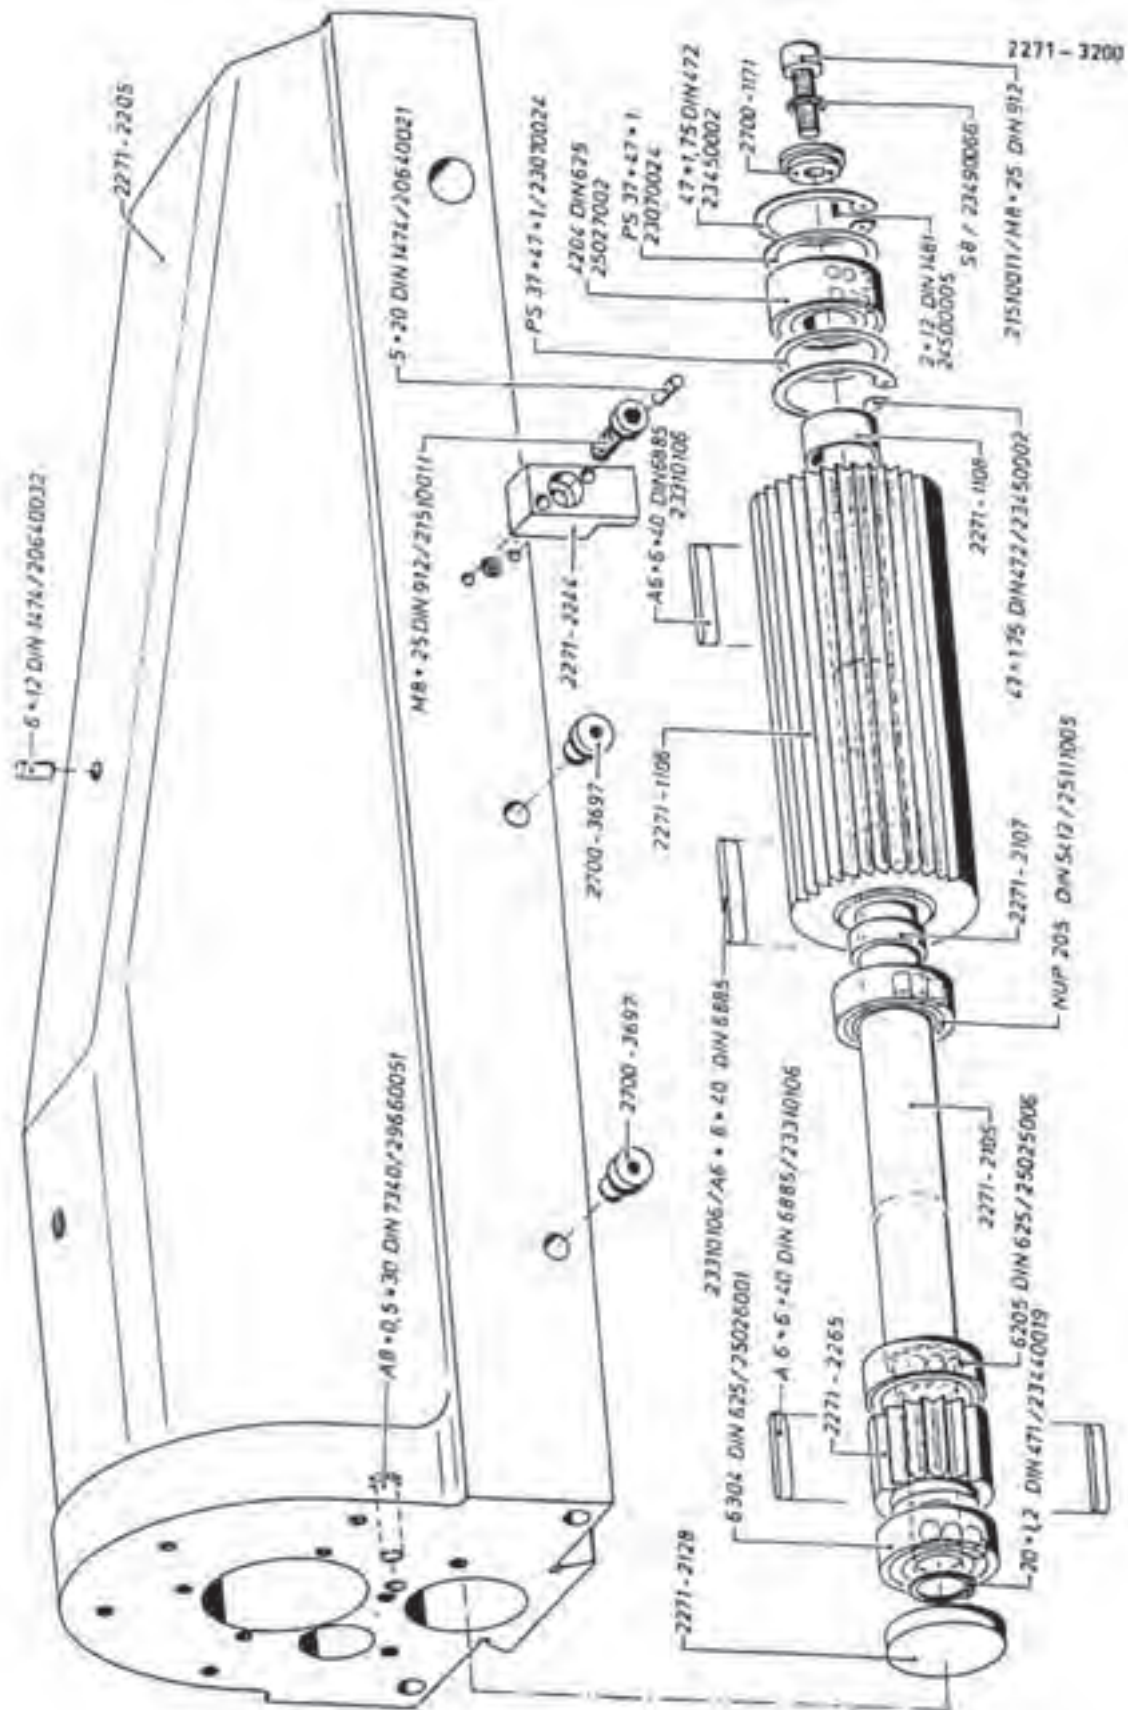 2271-3200
2271-2205
6×12 DIN 1474/20640032
5×20 DIN 1474/20640021
M8×25 DIN 912/21510011
2271-2244
2700-3697
2700-3697
A8×0,5×30 DIN 7340/29660051
PS 37×47×1/23070024
4204 DIN 625
25027002
PS 37×47×1
23070024
47×1,75 DIN 472
23450002
2700-1171
21510011/M8×25 DIN 912
S8 / 23490066
2×12 DIN 1481
24500005
2271-1108
47×1,75 DIN 472/23450002
A6×6×40 DIN 6885
23310106
2271-1106
2271-2107
NUP 205 DIN 5412/25111005
23310106/A6×6×40 DIN 6885
2271-2105
6205 DIN 625/25025006
A6×6×40 DIN 6885/23310106
2271-2265
6304 DIN 625/25026001
20×1,2 DIN 471/23440019
2271-2128